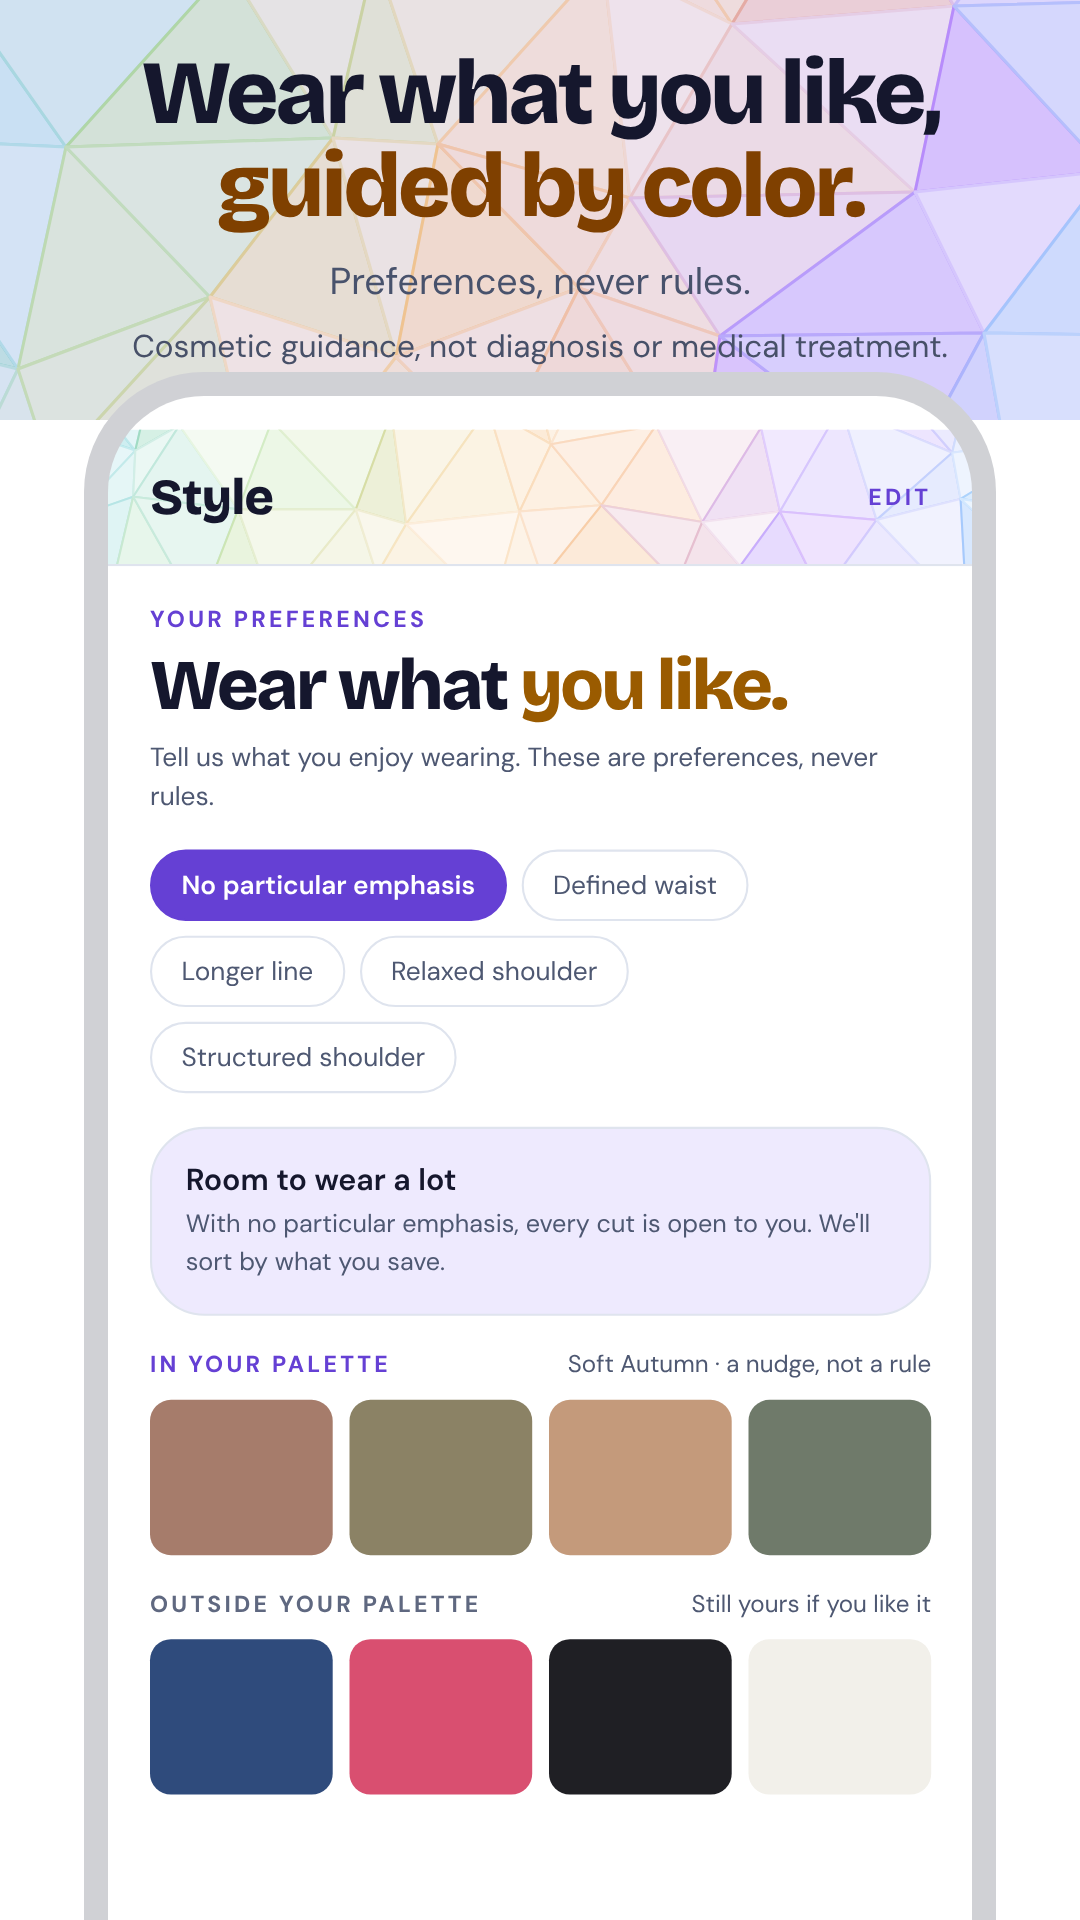 Wear what you like,
guided by color.
Preferences, never rules.
Cosmetic guidance, not diagnosis or medical treatment.
Style
EDIT
YOUR PREFERENCES
Wear what you like.
Tell us what you enjoy wearing. These are preferences, never
rules.
No particular emphasis
Defined waist
Longer line
Relaxed shoulder
Structured shoulder
Room to wear a lot
With no particular emphasis, every cut is open to you. We'll
sort by what you save.
IN YOUR PALETTE
Soft Autumn · a nudge, not a rule
OUTSIDE YOUR PALETTE
Still yours if you like it